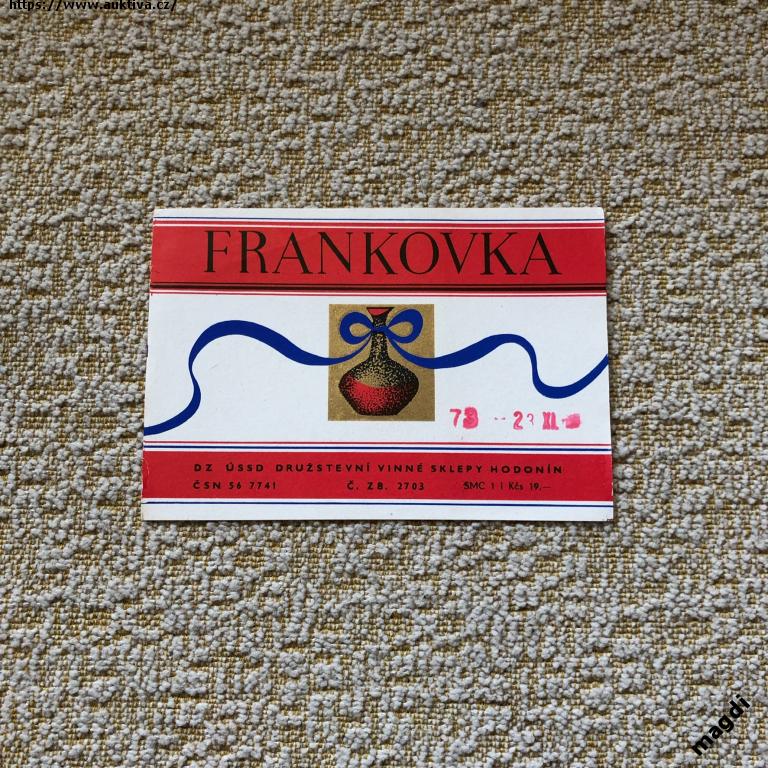 https://www.auktiva.cz/
FRANKOVKA
73 -- 23 XI
DZ ÚSSD DRUŽSTEVNÍ VINNÉ SKLEPY HODONÍN
ČSN 56 7741 Č. ZB. 2703 SMC 1 l Kčs 19,—
magdi